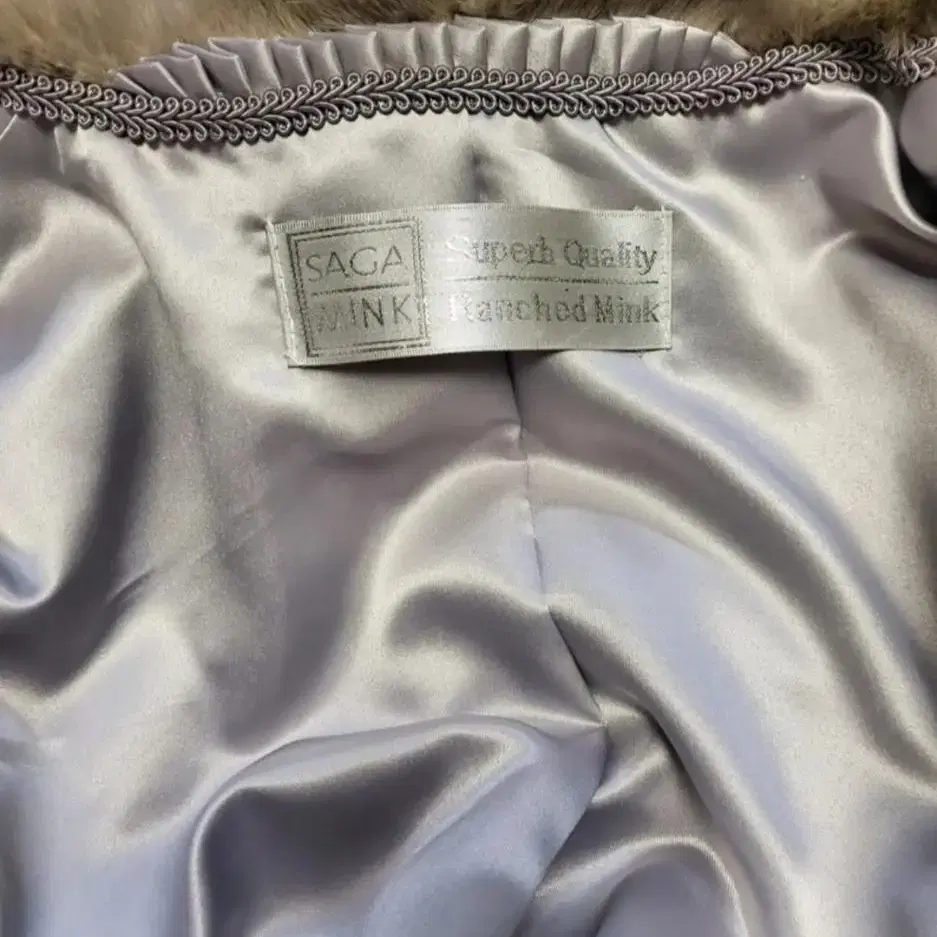 SAGA
MINK
Superb Quality
Ranched Mink